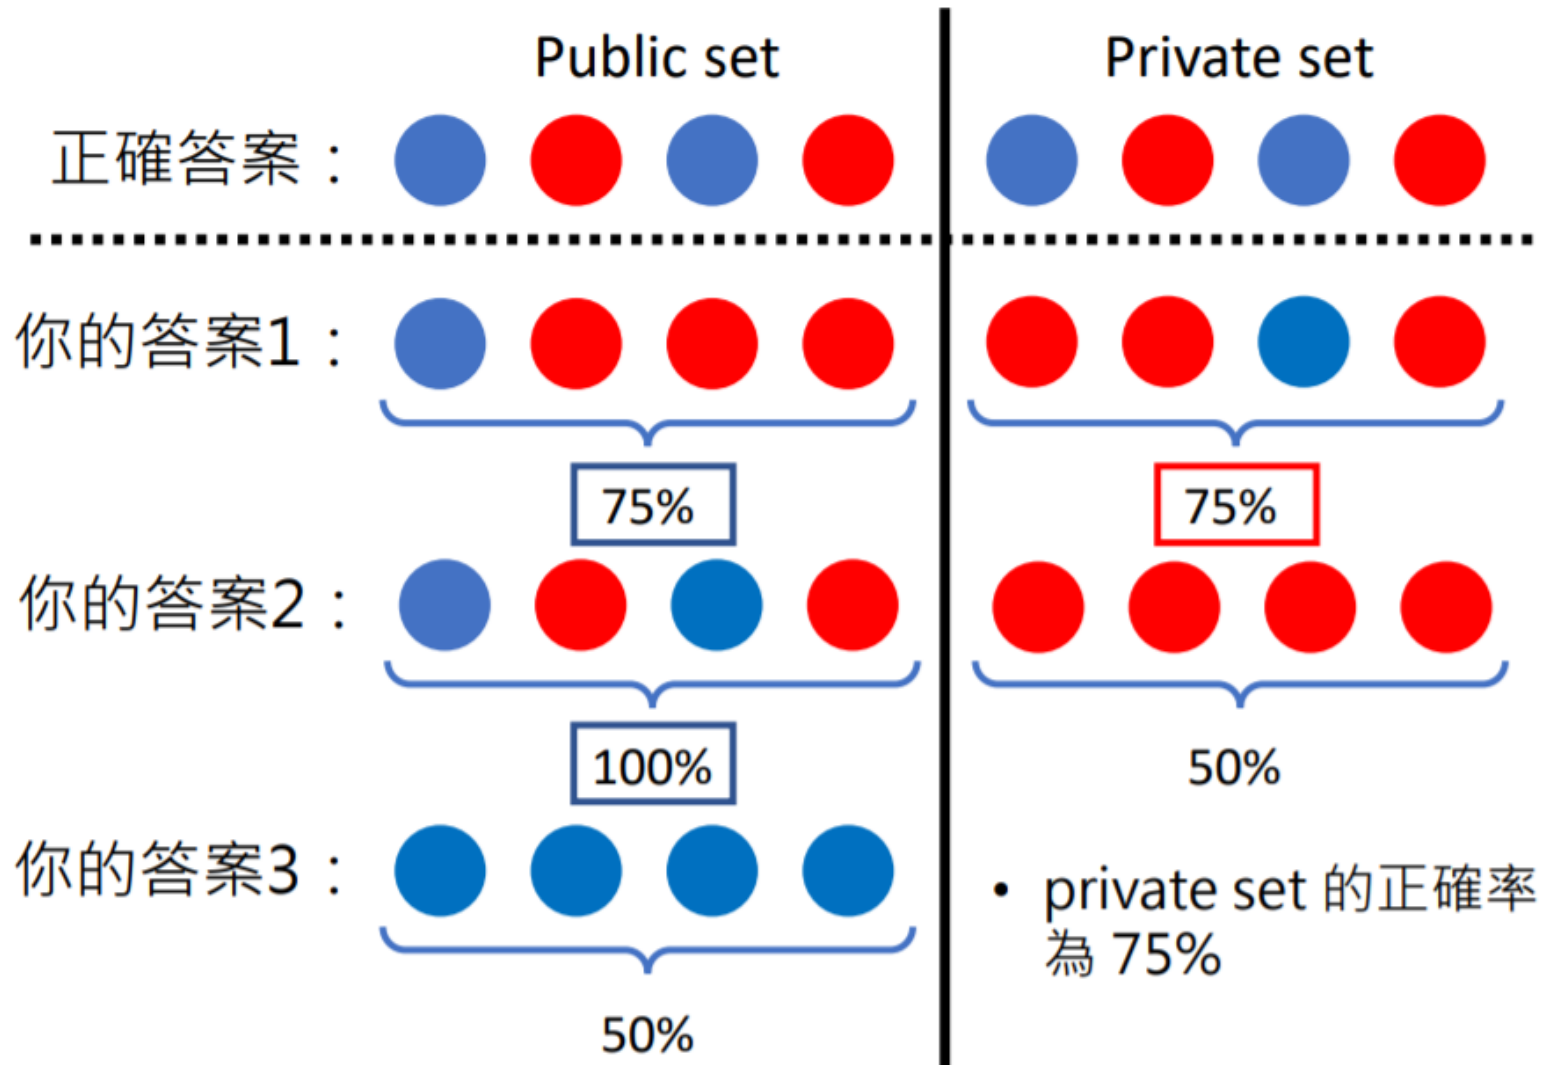 Public set
Private set
正確答案：
你的答案1：
75%
75%
你的答案2：
100%
50%
你的答案3：
• private set 的正確率
為 75%
50%